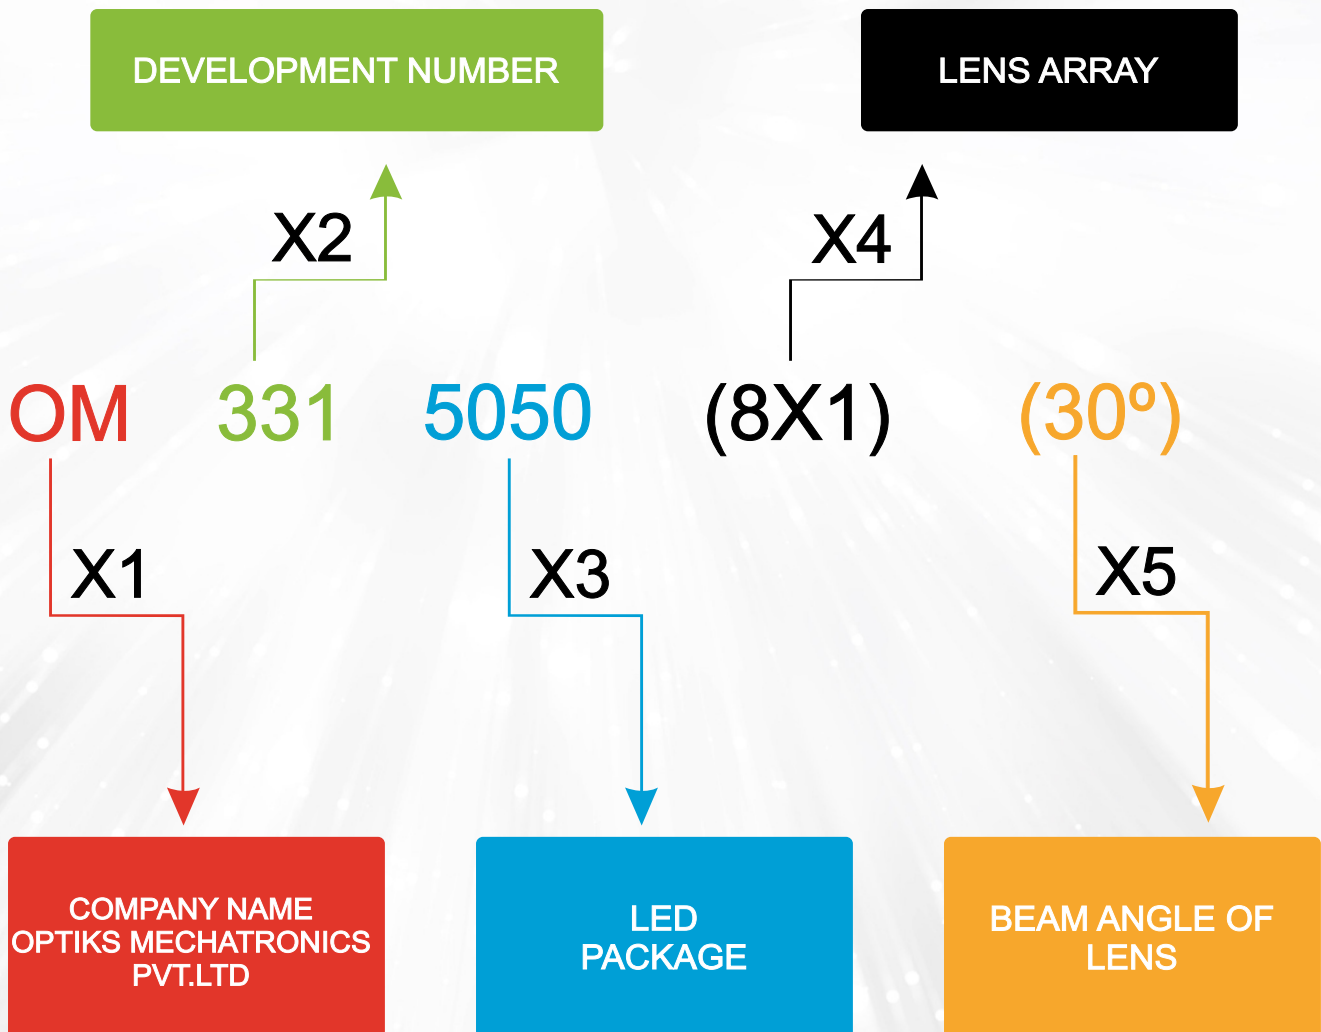 DEVELOPMENT NUMBER
LENS ARRAY
X2
X4
OM 331 5050 (8X1) (30º)
X1
X3
X5
COMPANY NAME
OPTIKS MECHATRONICS
PVT.LTD
LED
PACKAGE
BEAM ANGLE OF
LENS